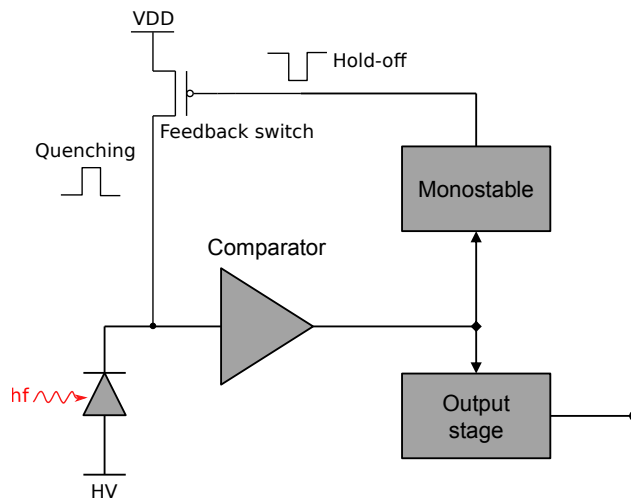 VDD
Hold-off
Feedback switch
Quenching
Monostable
Comparator
hf
Output
stage
HV